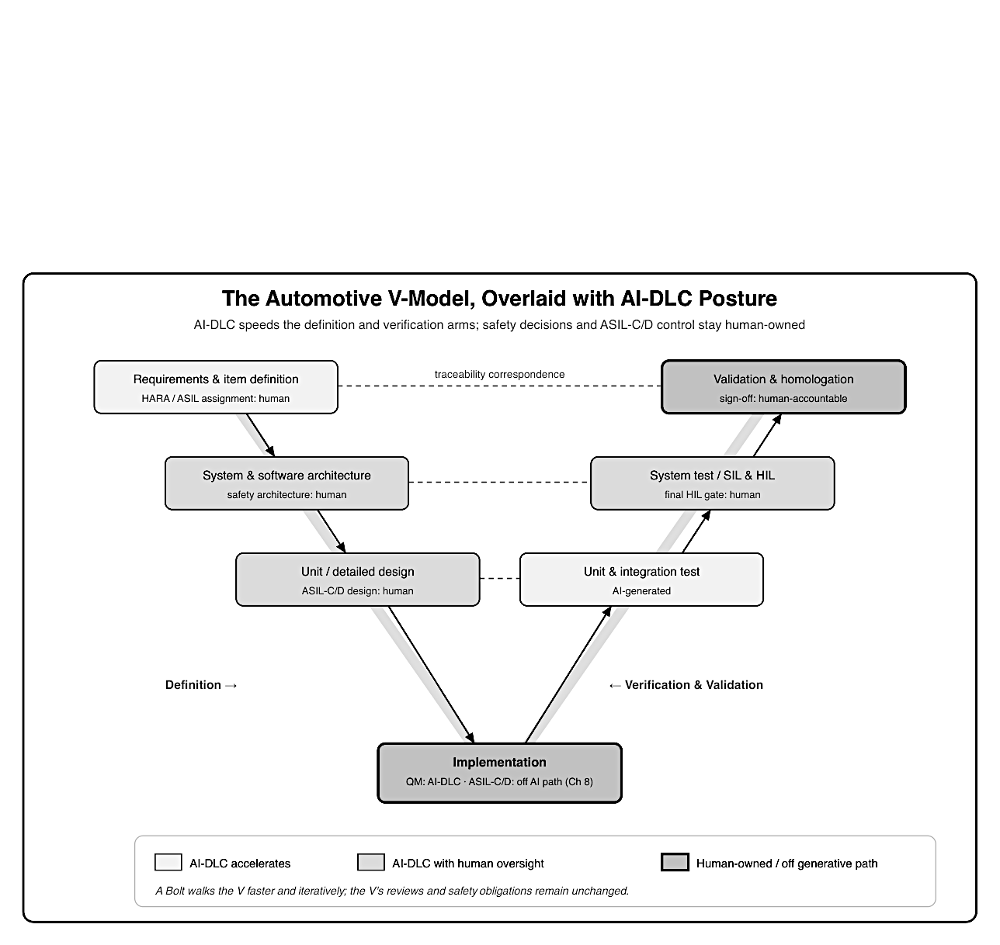 The Automotive V-Model, Overlaid with AI-DLC Posture
AI-DLC speeds the definition and verification arms; safety decisions and ASIL-C/D control stay human-owned
Requirements & item definition
HARA / ASIL assignment: human
traceability correspondence
Validation & homologation
sign-off: human-accountable
System & software architecture
safety architecture: human
System test / SIL & HIL
final HIL gate: human
Unit / detailed design
ASIL-C/D design: human
Unit & integration test
AI-generated
Definition →
← Verification & Validation
Implementation
QM: AI-DLC · ASIL-C/D: off AI path (Ch 8)
AI-DLC accelerates
AI-DLC with human oversight
Human-owned / off generative path
A Bolt walks the V faster and iteratively; the V's reviews and safety obligations remain unchanged.